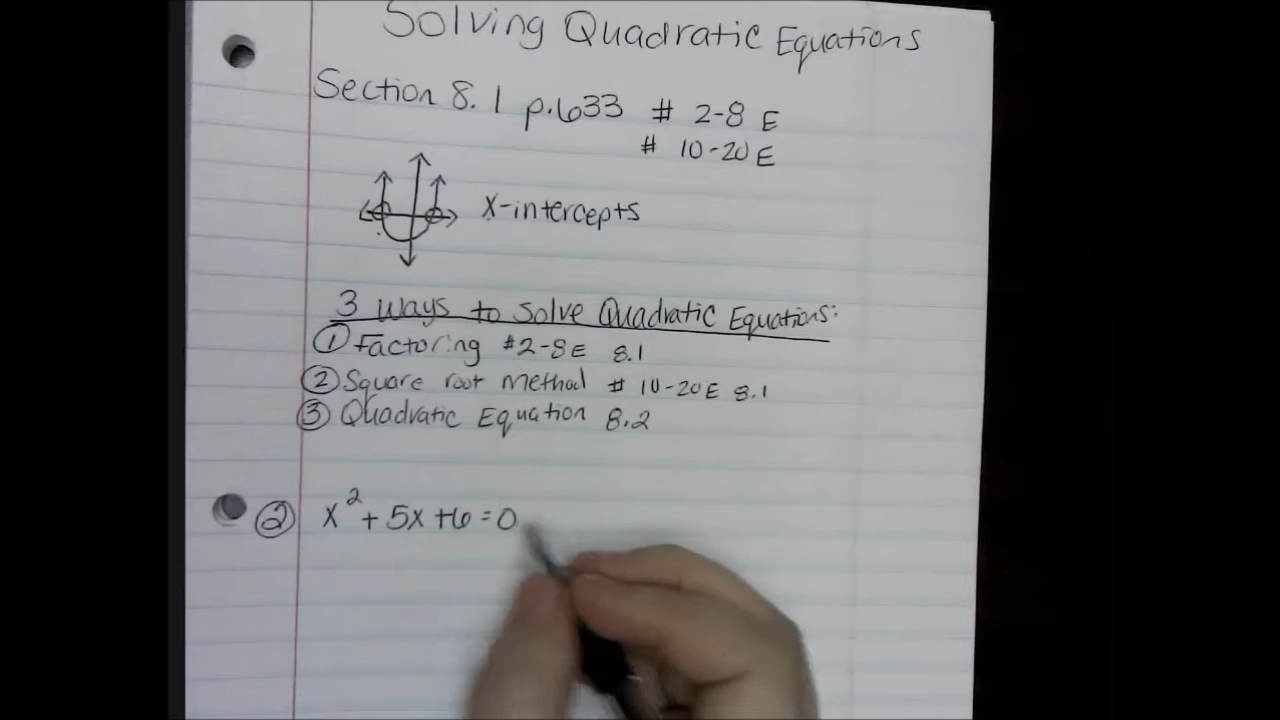 Solving Quadratic Equations
Section 8.1 p.633 # 2-8 E
# 10-20 E
x-intercepts
3 Ways to Solve Quadratic Equations:
① Factoring #2-8E 8.1
② Square root method # 10-20E 8.1
③ Quadratic Equation 8.2
② x² + 5x + 6 = 0